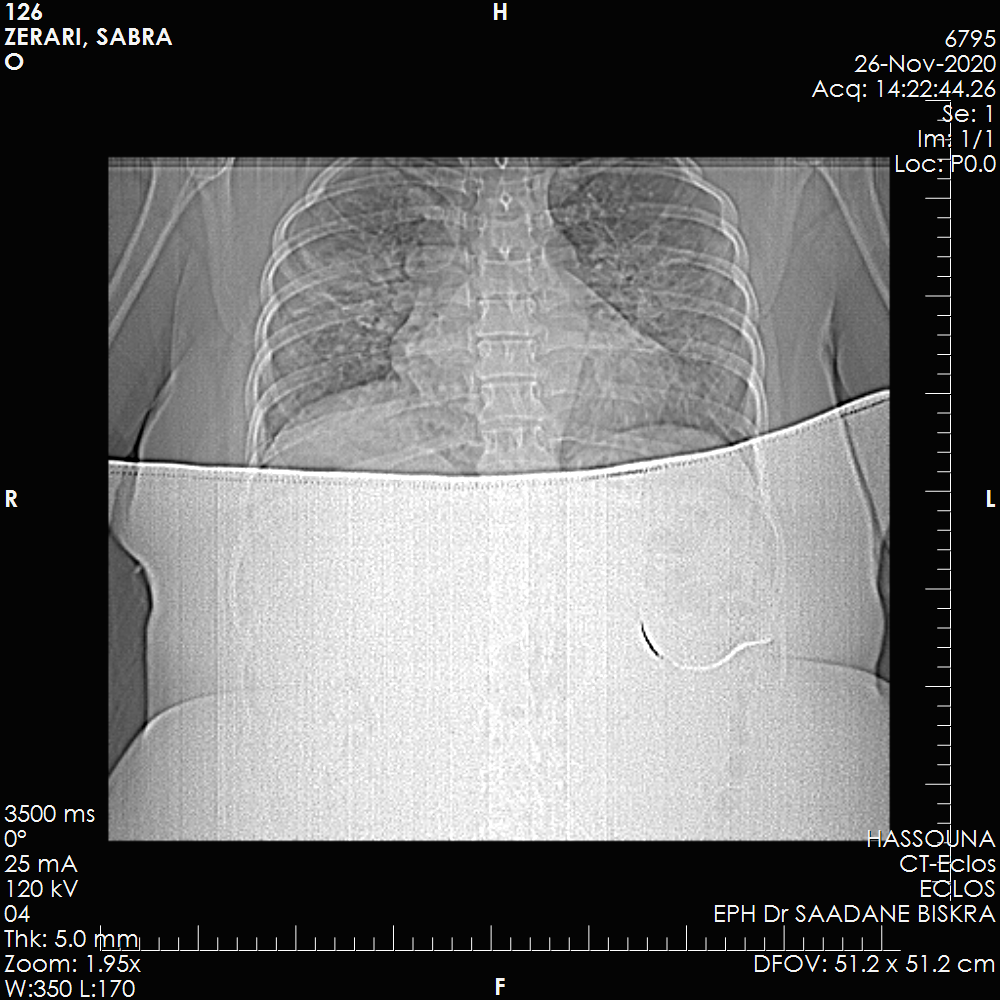 126
ZERARI, SABRA
O
H
6795
26-Nov-2020
Acq: 14:22:44.26
Se: 1
Im: 1/1
Loc: P0.0
R
L
3500 ms
0°
25 mA
120 kV
04
Thk: 5.0 mm
Zoom: 1.95x
W:350 L:170
F
HASSOUNA
CT-Eclos
ECLOS
EPH Dr SAADANE BISKRA
DFOV: 51.2 x 51.2 cm